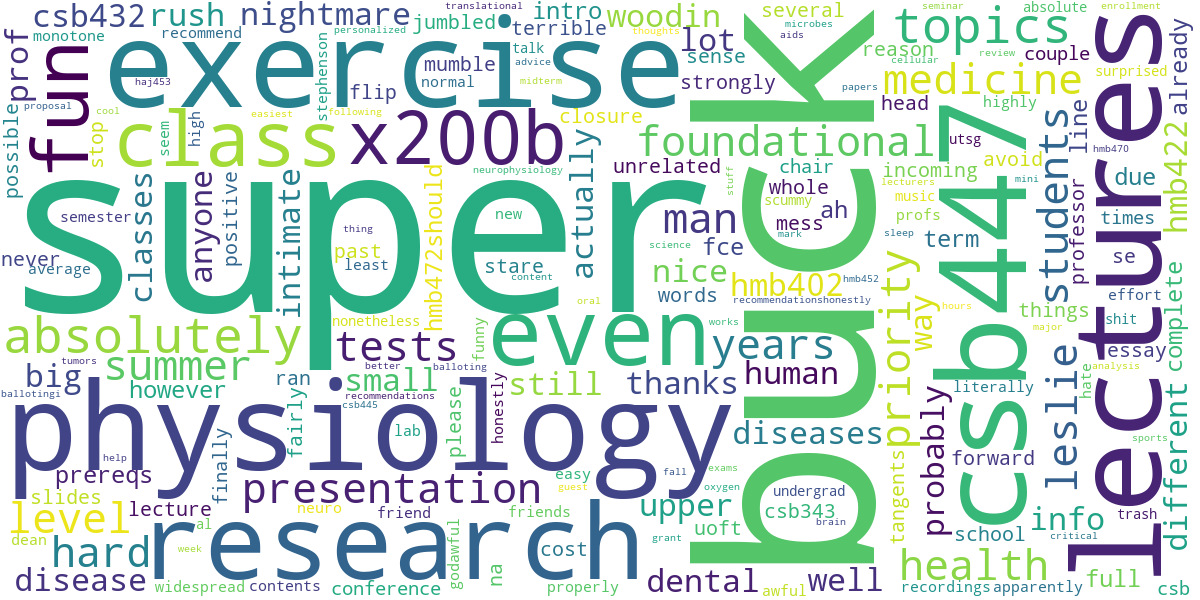 csb432 rush nightmare jumbled translational intro woodin several microbes aids seminar absolute enrollment
monotone recommend personalized terrible thoughts lot sense topics couple
prof fun exercise haj453 mumble normal flip talk advice midterm strongly reason cellular review papers medicine surprised
proposal cool easiest following stephenson closure head highly already
possible stop class seem high x200b actually foundational csb447 utsg line hmb470
super classes semester anyone positive intimate neurophysiology new unrelated chair whole mess scummy ah stuff incoming avoid mini
never average thing past least stare content man fce science mark music lecturers profs sleep term students professor due times se hmb422
hmb472should nonetheless oral nice words hmb402 recommendationshonestly hmb452 priority way hours things effort shit
absolutely even funny works years human major essay complete
summer tumors tests better balloting small still thanks buck literally hate analysis
big however ballotingi ran recommendations csb445 please honestly diseases probably leslie different lectures
physiology help fairly lab finally forward sports
prereqs presentation easy guest fall exams oxygen undergrad tangents school
slides lecture neuro friend friends upper csb343 brain info trash critical
level al dean week research godawful cost uoft grant
hard widespread contents conference na properly dental awful well health recordings apparently full csb
disease